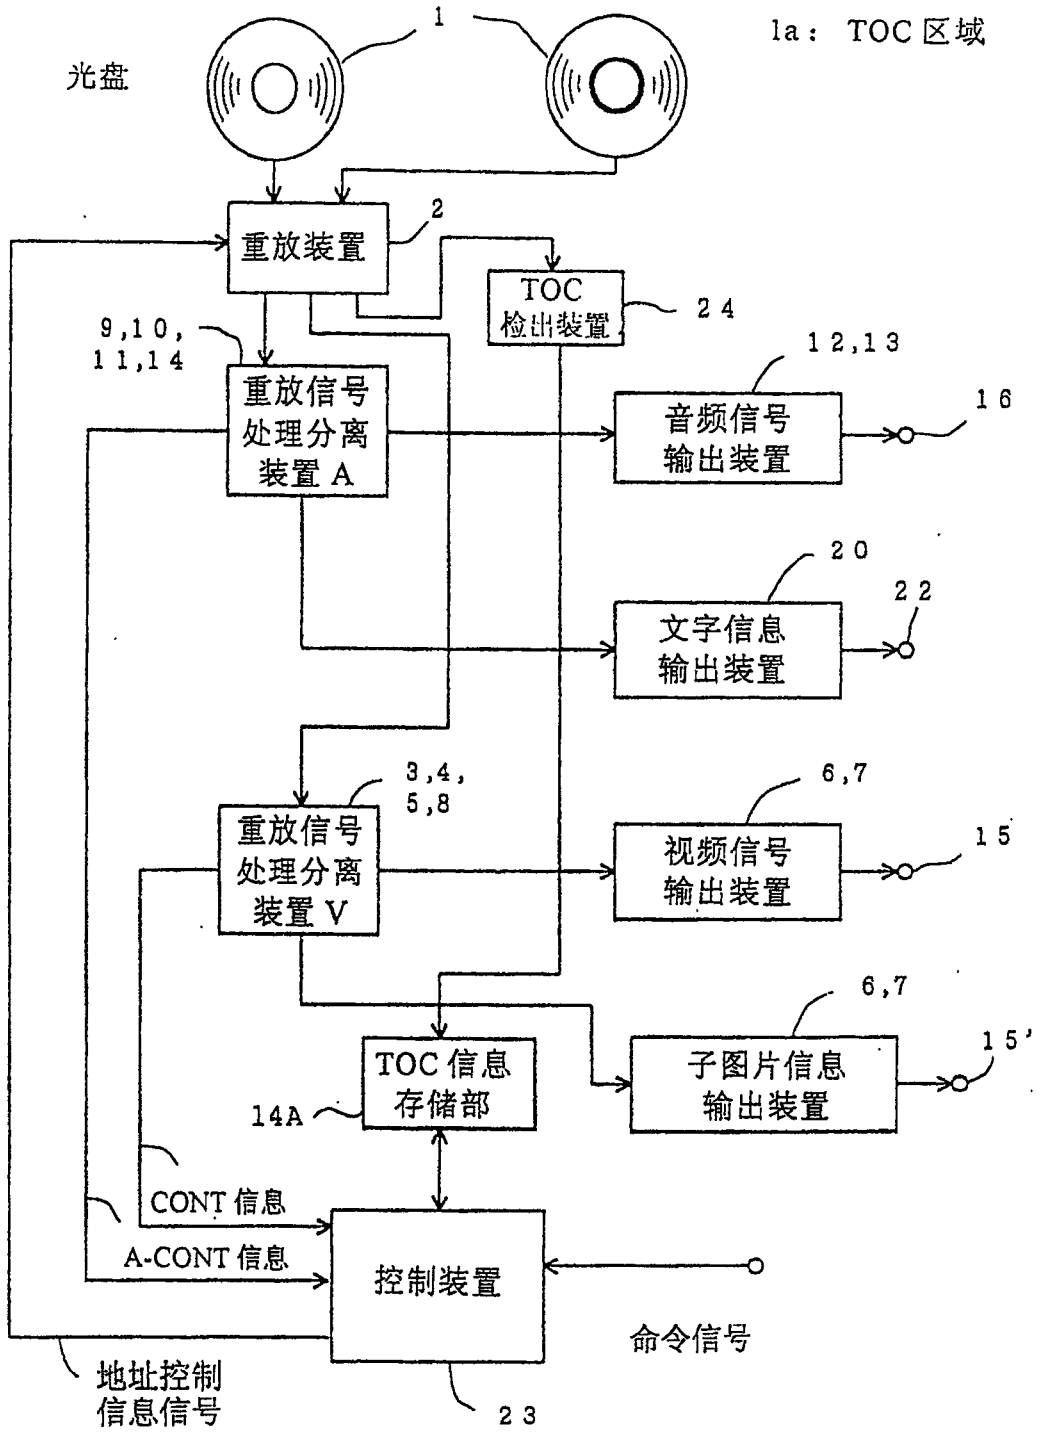 1
1a: TOC 区域
光盘
2
重放装置
TOC
检出装置
24
9,10,
11,14
重放信号
处理分离
装置 A
12,13
音频信号
输出装置
16
20
文字信息
输出装置
22
3,4,
5,8
重放信号
处理分离
装置 V
6,7
视频信号
输出装置
15
6,7
子图片信息
输出装置
15'
TOC 信息
存储部
14A
CONT 信息
A-CONT 信息
控制装置
命令信号
地址控制
信息信号
23